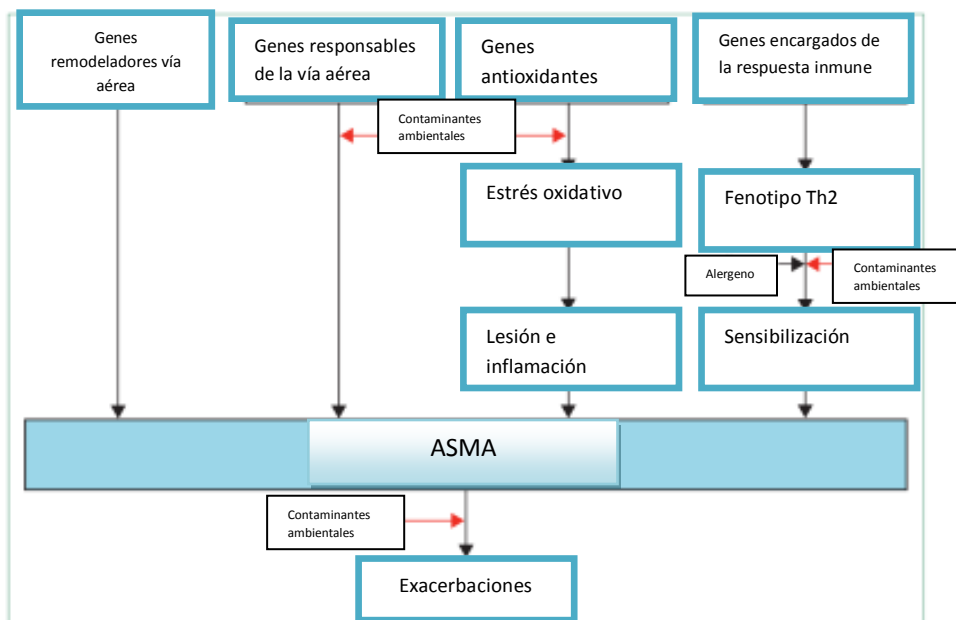 Genes
remodeladores vía
aérea
Genes responsables
de la vía aérea
Genes
antioxidantes
Genes encargados de
la respuesta inmune
Contaminantes
ambientales
Estrés oxidativo
Fenotipo Th2
Alergeno
Contaminantes
ambientales
Lesión e
inflamación
Sensibilización
ASMA
Contaminantes
ambientales
Exacerbaciones